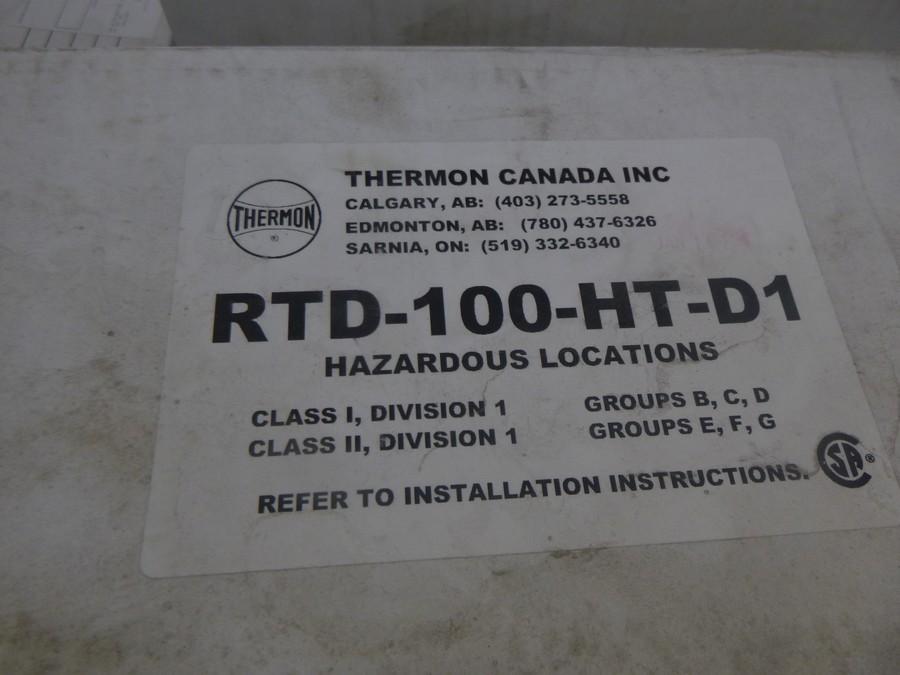 THERMON
®
THERMON CANADA INC
CALGARY, AB: (403) 273-5558
EDMONTON, AB: (780) 437-6326
SARNIA, ON: (519) 332-6340
RTD-100-HT-D1
HAZARDOUS LOCATIONS
CLASS I, DIVISION 1 GROUPS B, C, D
CLASS II, DIVISION 1 GROUPS E, F, G
REFER TO INSTALLATION INSTRUCTIONS.
CSA ®